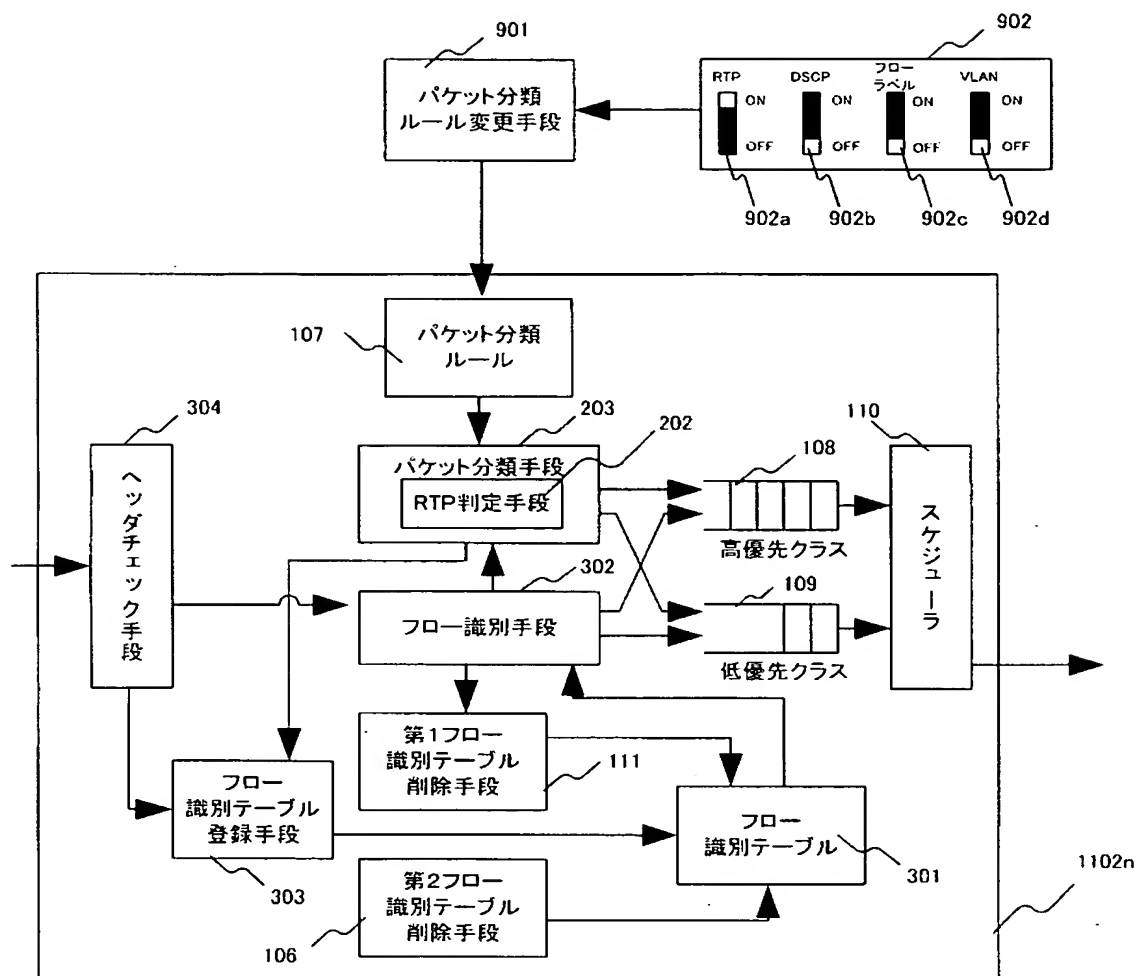 901
902
パケット分類
ルール変更手段
RTP
ON
OFF
DSCP
ON
OFF
フロー
ラベル
ON
OFF
VLAN
ON
OFF
902a
902b
902c
902d
107
パケット分類
ルール
304
ヘッダチェック手段
203
202
パケット分類手段
RTP判定手段
108
高優先クラス
110
スケジューラ
302
フロー識別手段
109
低優先クラス
第1フロー
識別テーブル
削除手段
111
フロー
識別テーブル
登録手段
303
フロー
識別テーブル
301
第2フロー
識別テーブル
削除手段
106
1102n